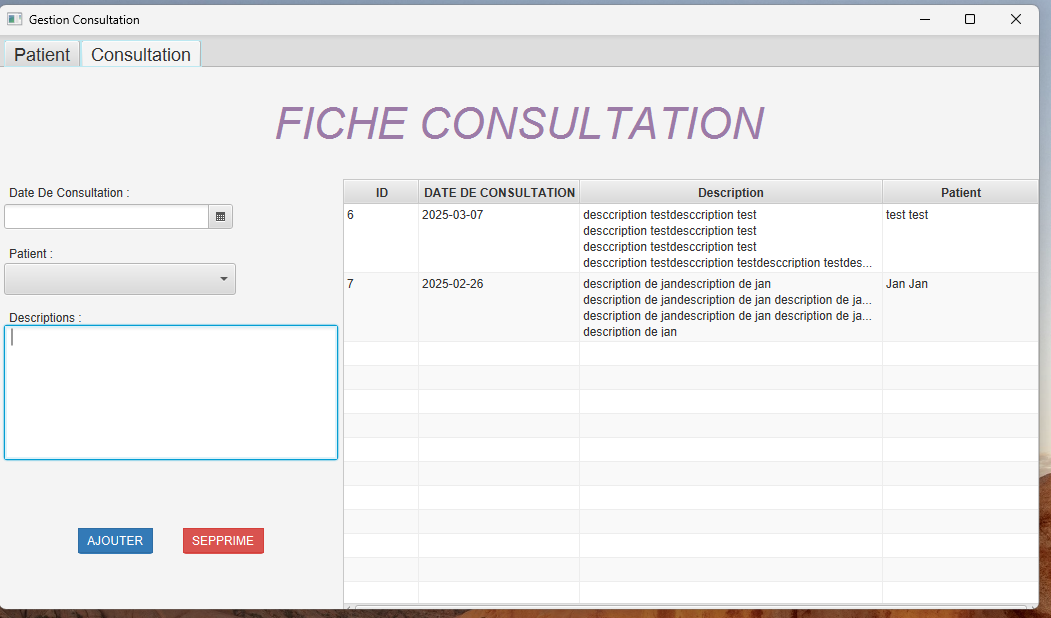 Gestion Consultation
Patient Consultation
FICHE CONSULTATION
Date De Consultation :
Patient :
Descriptions :
AJOUTER SEPPRIME
ID DATE DE CONSULTATION Description Patient
6 2025-03-07 desccription testdesccription test test test
desccription testdesccription test
desccription testdesccription test
desccription testdesccription testdesccription testdes...
7 2025-02-26 description de jandescription de jan Jan Jan
description de jandescription de jan description de ja...
description de jandescription de jan description de ja...
description de jan